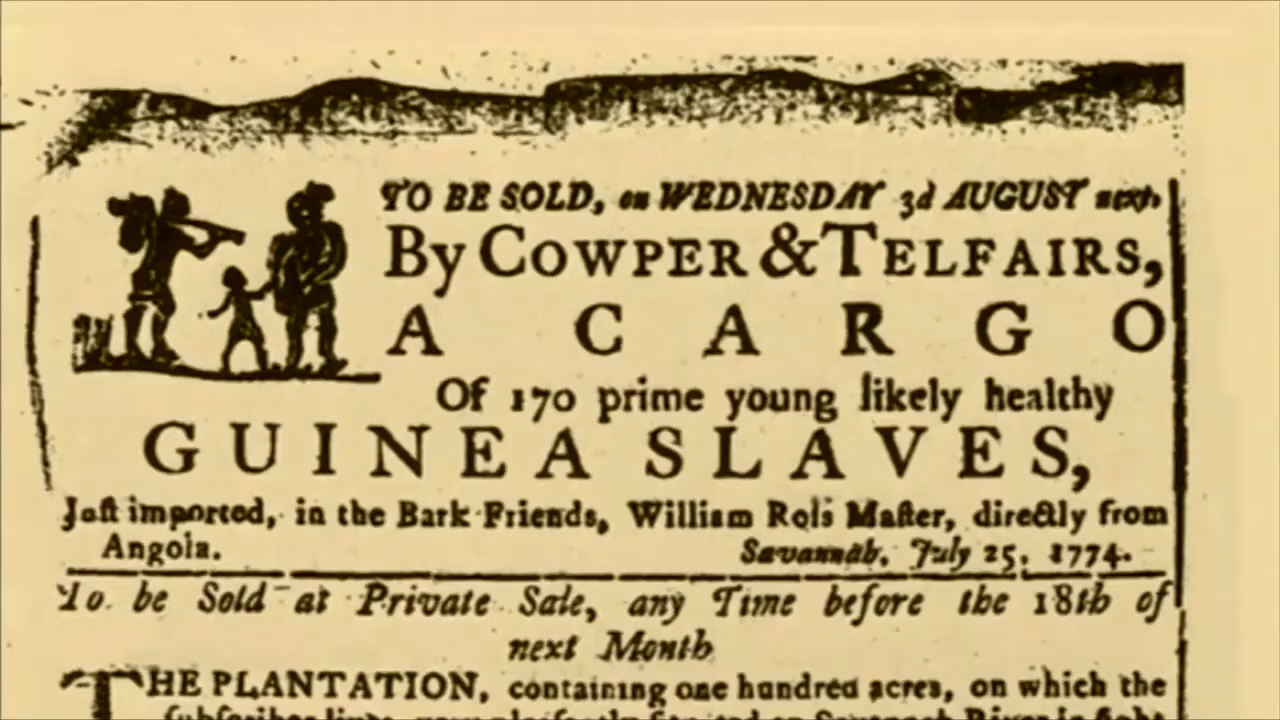 TO BE SOLD, on WEDNESDAY 3d AUGUST next,
By COWPER & TELFAIRS,
A CARGO
Of 170 prime young likely healthy
GUINEA SLAVES,
Juſt imported, in the Bark Friends, William Roſs Maſter, directly from
Angola. Savannah, July 25, 1774.
To be Sold at Private Sale, any Time before the 18th of
next Month
THE PLANTATION, containing one hundred acres, on which the